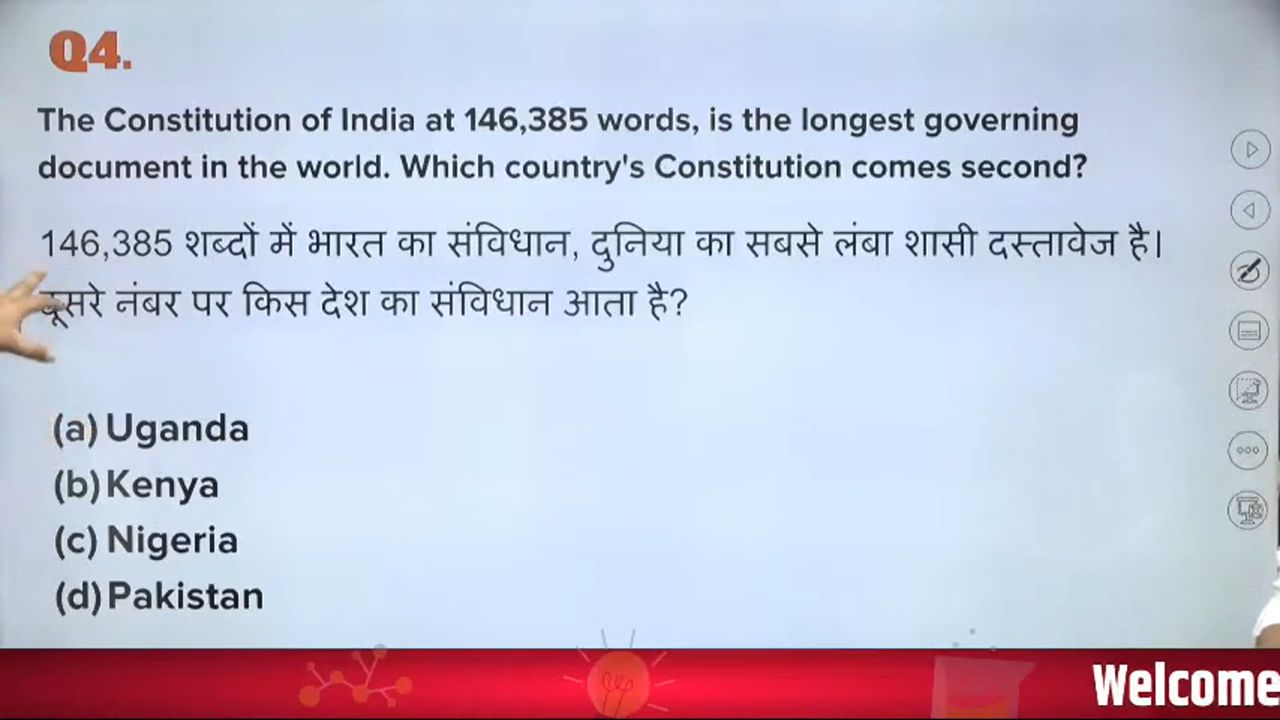 Q4.
The Constitution of India at 146,385 words, is the longest governing
document in the world. Which country's Constitution comes second?
146,385 शब्दों में भारत का संविधान, दुनिया का सबसे लंबा शासी दस्तावेज है।
दूसरे नंबर पर किस देश का संविधान आता है?
(a) Uganda
(b) Kenya
(c) Nigeria
(d) Pakistan
Welcome